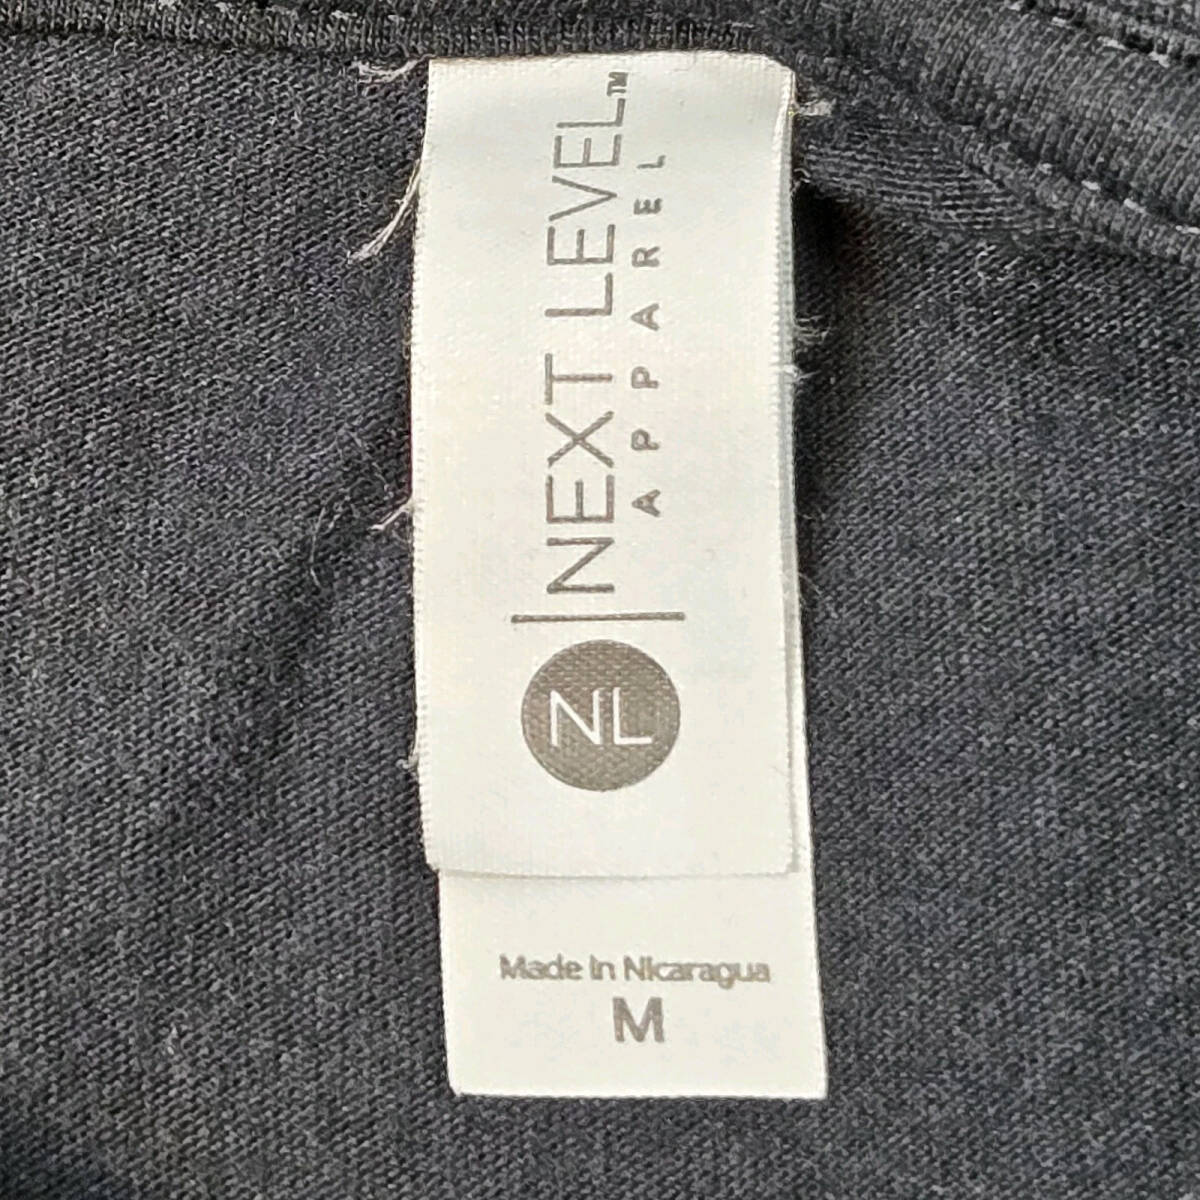 NL
NEXT LEVEL™
APPAREL
Made In Nicaragua
M